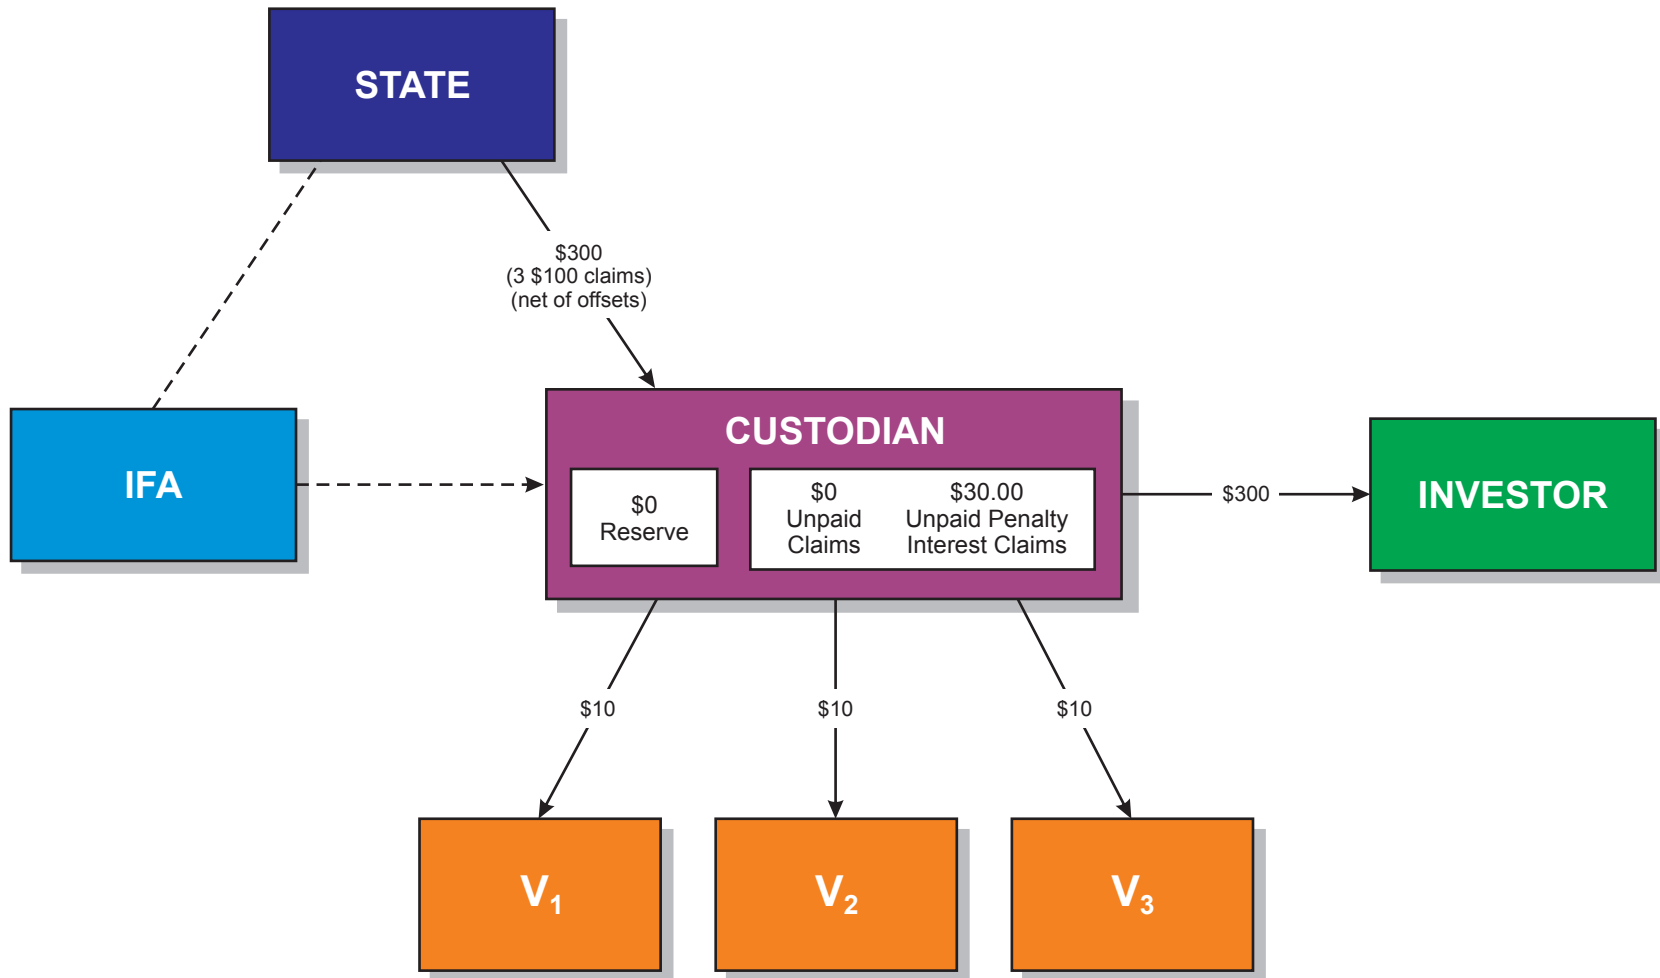 STATE
$300
(3 $100 claims)
(net of offsets)
IFA
CUSTODIAN
$0
Reserve
$0
Unpaid
Claims
$30.00
Unpaid Penalty
Interest Claims
$300
INVESTOR
$10
$10
$10
V1
V2
V3